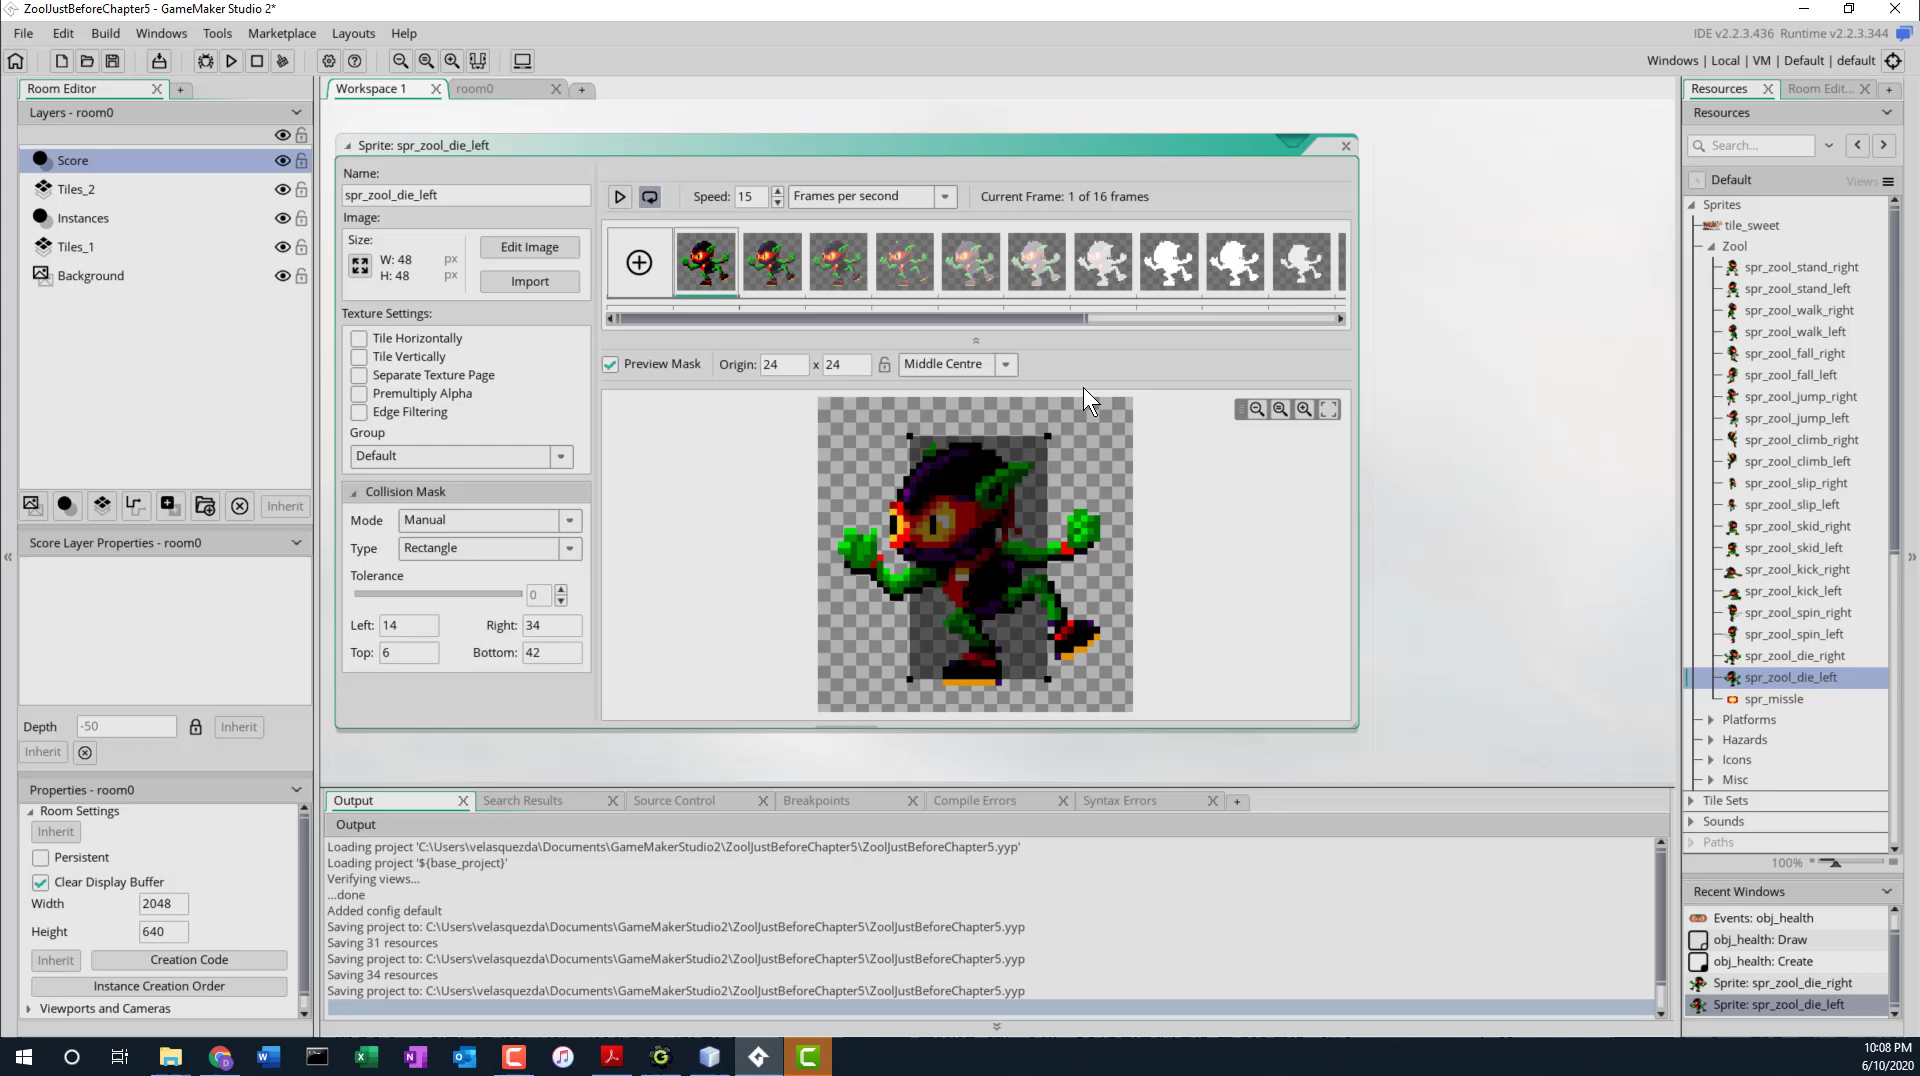 ZoolJustBeforeChapter5 - GameMaker Studio 2*
File Edit Build Windows Tools Marketplace Layouts Help
IDE v2.2.3.436 Runtime v2.2.3.344
Windows | Local | VM | Default | default
Room Editor
Layers - room0
Score
Tiles_2
Instances
Tiles_1
Background
Inherit
Score Layer Properties - room0
Depth -50 Inherit
Inherit
Properties - room0
Room Settings
Inherit
Persistent
Clear Display Buffer
Width 2048
Height 640
Inherit Creation Code
Instance Creation Order
Viewports and Cameras
Workspace 1 room0
Sprite: spr_zool_die_left
Name:
spr_zool_die_left
Image:
Size:
W: 48 px
H: 48 px
Edit Image
Import
Texture Settings:
Tile Horizontally
Tile Vertically
Separate Texture Page
Premultiply Alpha
Edge Filtering
Group
Default
Collision Mask
Mode Manual
Type Rectangle
Tolerance
0
Left: 14 Right: 34
Top: 6 Bottom: 42
Speed: 15 Frames per second Current Frame: 1 of 16 frames
Preview Mask Origin: 24 x 24 Middle Centre
Output Search Results Source Control Breakpoints Compile Errors Syntax Errors
Output
Loading project 'C:\Users\velasquezda\Documents\GameMakerStudio2\ZoolJustBeforeChapter5\ZoolJustBeforeChapter5.yyp'
Loading project '${base_project}'
Verifying views...
...done
Added config default
Saving project to: C:\Users\velasquezda\Documents\GameMakerStudio2\ZoolJustBeforeChapter5\ZoolJustBeforeChapter5.yyp
Saving 31 resources
Saving project to: C:\Users\velasquezda\Documents\GameMakerStudio2\ZoolJustBeforeChapter5\ZoolJustBeforeChapter5.yyp
Saving 34 resources
Saving project to: C:\Users\velasquezda\Documents\GameMakerStudio2\ZoolJustBeforeChapter5\ZoolJustBeforeChapter5.yyp
Resources Room Edit...
Resources
Search...
Default Views
Sprites
tile_sweet
Zool
spr_zool_stand_right
spr_zool_stand_left
spr_zool_walk_right
spr_zool_walk_left
spr_zool_fall_right
spr_zool_fall_left
spr_zool_jump_right
spr_zool_jump_left
spr_zool_climb_right
spr_zool_climb_left
spr_zool_slip_right
spr_zool_slip_left
spr_zool_skid_right
spr_zool_skid_left
spr_zool_kick_right
spr_zool_kick_left
spr_zool_spin_right
spr_zool_spin_left
spr_zool_die_right
spr_zool_die_left
spr_missle
Platforms
Hazards
Icons
Misc
Tile Sets
Sounds
Paths
100%
Recent Windows
Events: obj_health
obj_health: Draw
obj_health: Create
Sprite: spr_zool_die_right
Sprite: spr_zool_die_left
10:08 PM
6/10/2020